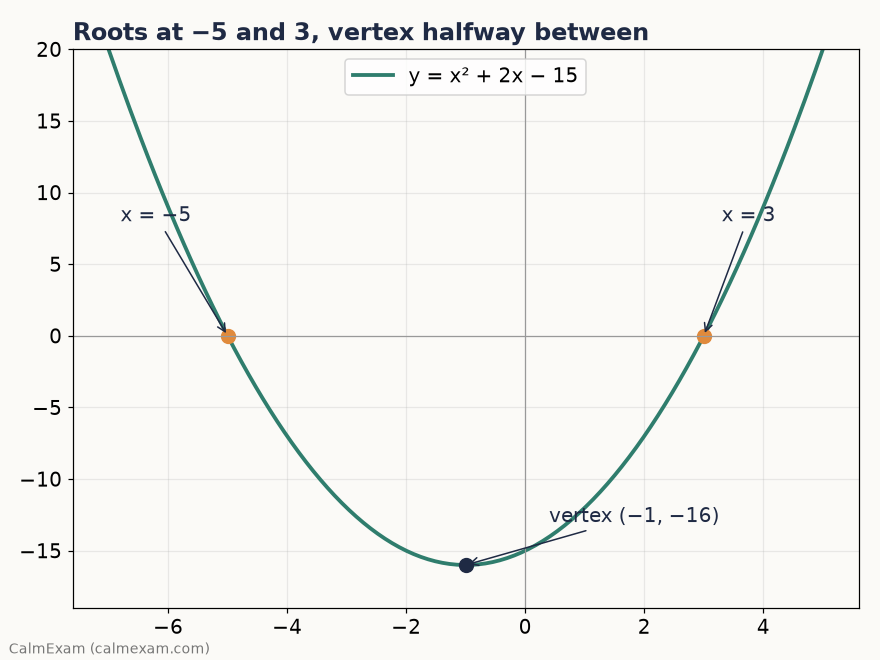 Roots at −5 and 3, vertex halfway between
y = x² + 2x − 15
20
15
10
5
0
−5
−10
−15
x = −5
x = 3
vertex (−1, −16)
−6
−4
−2
0
2
4
CalmExam (calmexam.com)